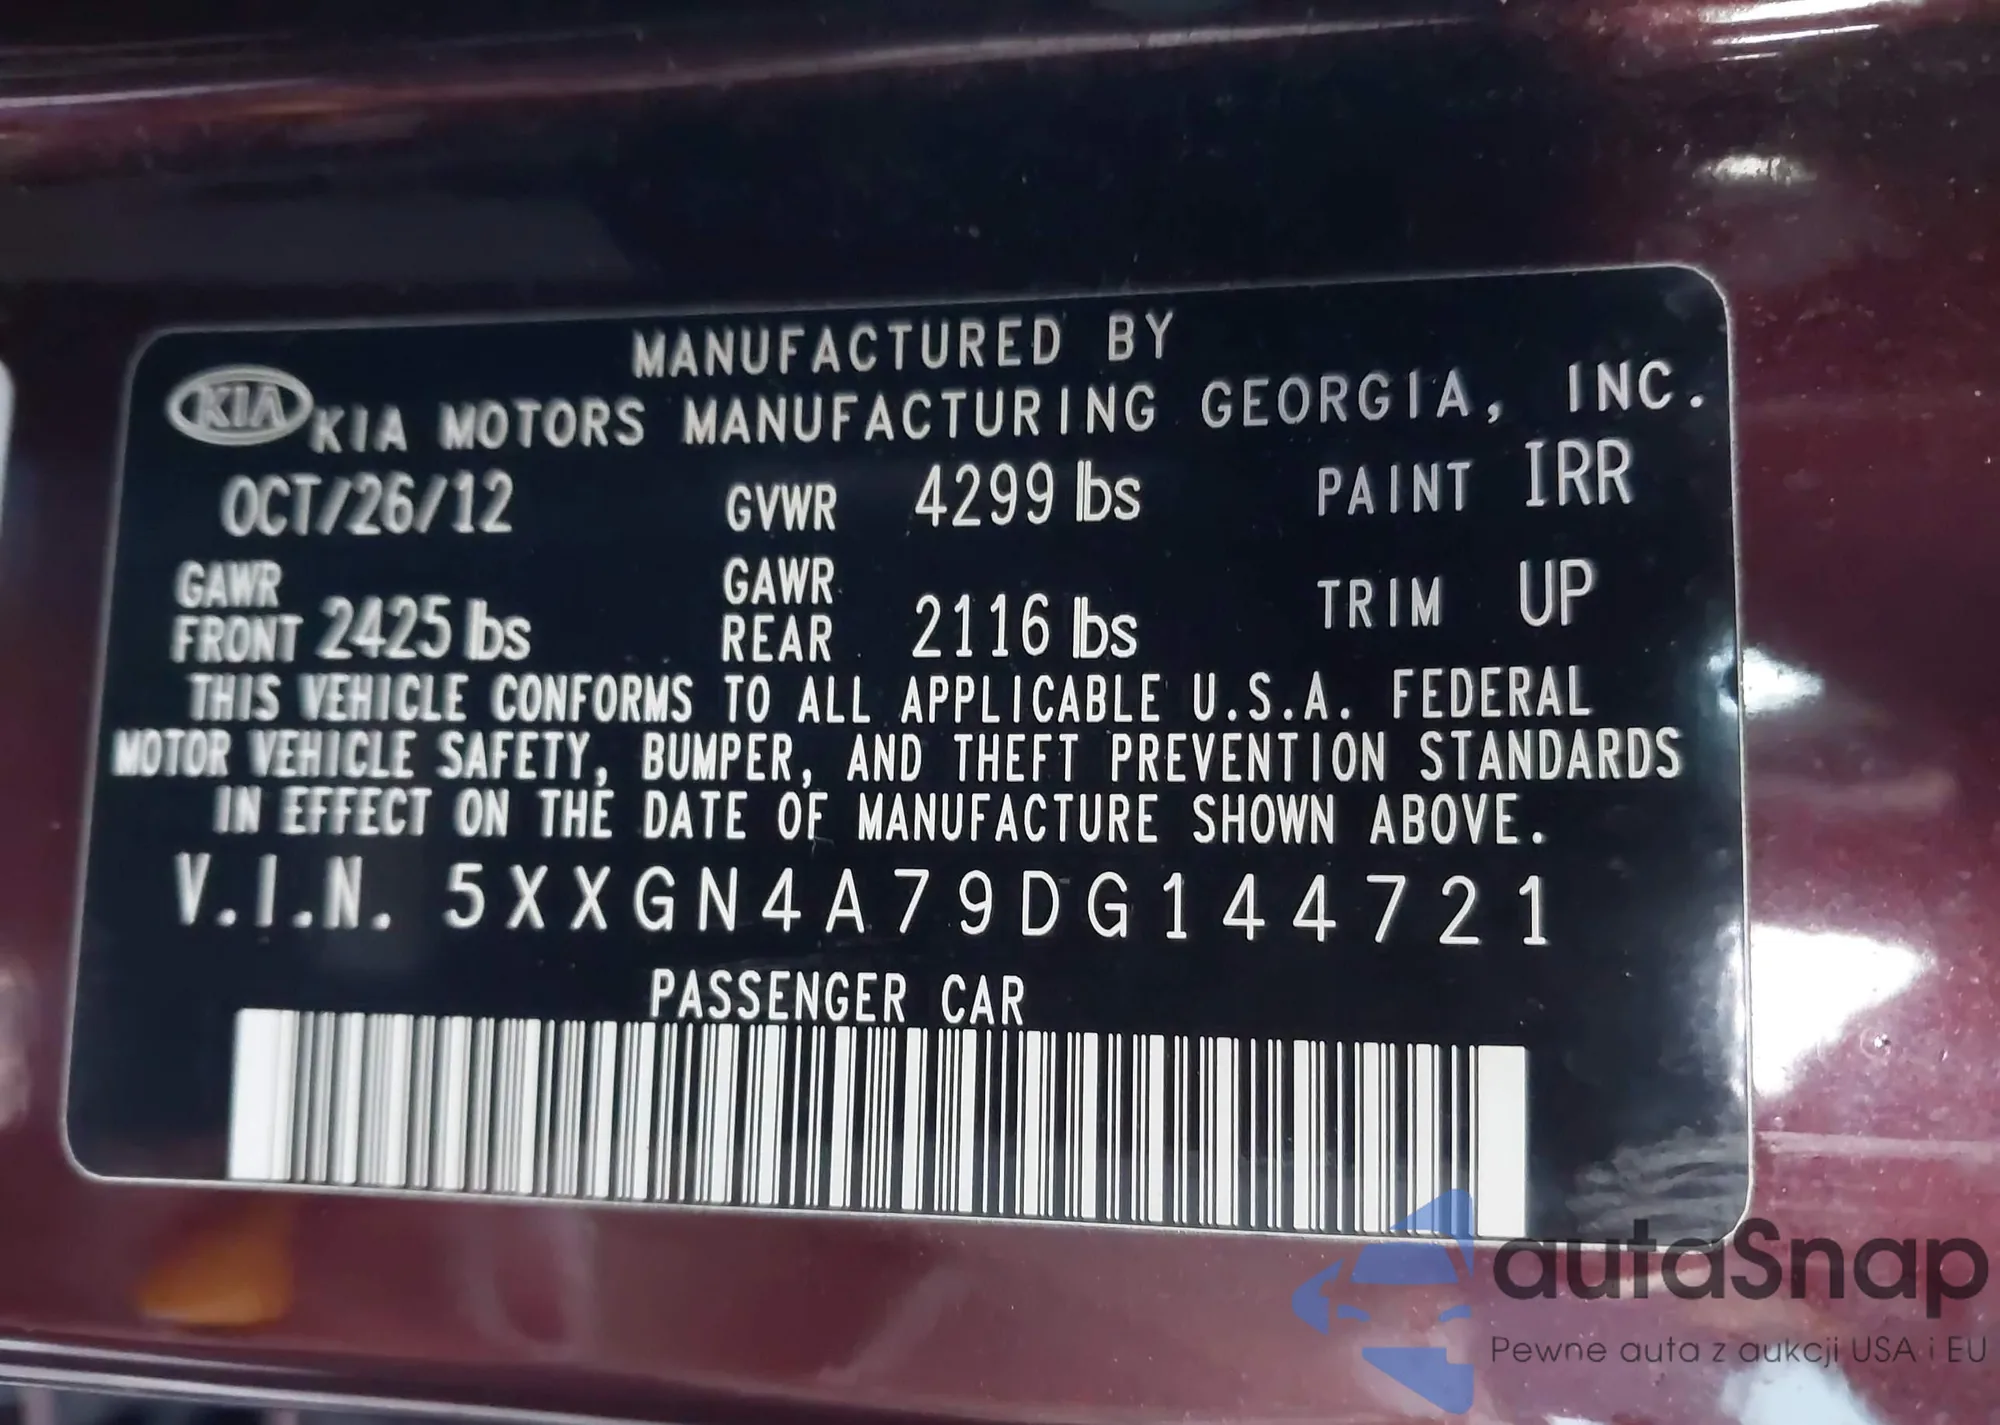 MANUFACTURED BY
KIA KIA MOTORS MANUFACTURING GEORGIA, INC.
OCT/26/12 GVWR 4299 lbs PAINT IRR
GAWR FRONT 2425 lbs GAWR REAR 2116 lbs TRIM UP
THIS VEHICLE CONFORMS TO ALL APPLICABLE U.S.A. FEDERAL
MOTOR VEHICLE SAFETY, BUMPER, AND THEFT PREVENTION STANDARDS
IN EFFECT ON THE DATE OF MANUFACTURE SHOWN ABOVE.
V.I.N. 5XXGN4A79DG144721
PASSENGER CAR
autaSnap
Pewne auta z aukcji USA i EU